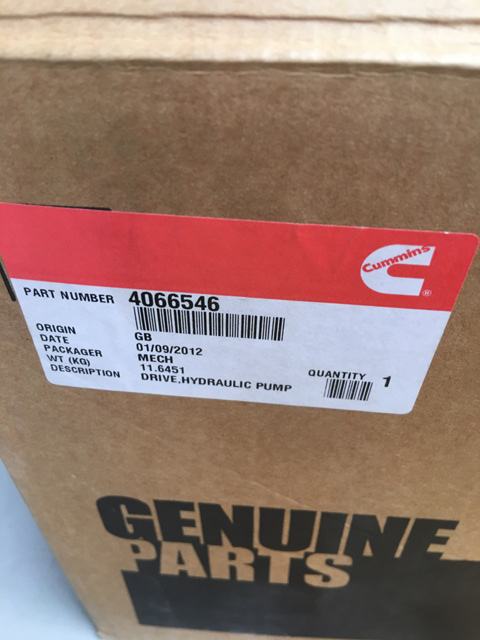 Cummins
®
PART NUMBER 4066546
ORIGIN GB
DATE 01/09/2012
PACKAGER MECH
WT (KG) 11.6451
DESCRIPTION DRIVE,HYDRAULIC PUMP
QUANTITY 1
GENUINE
PARTS